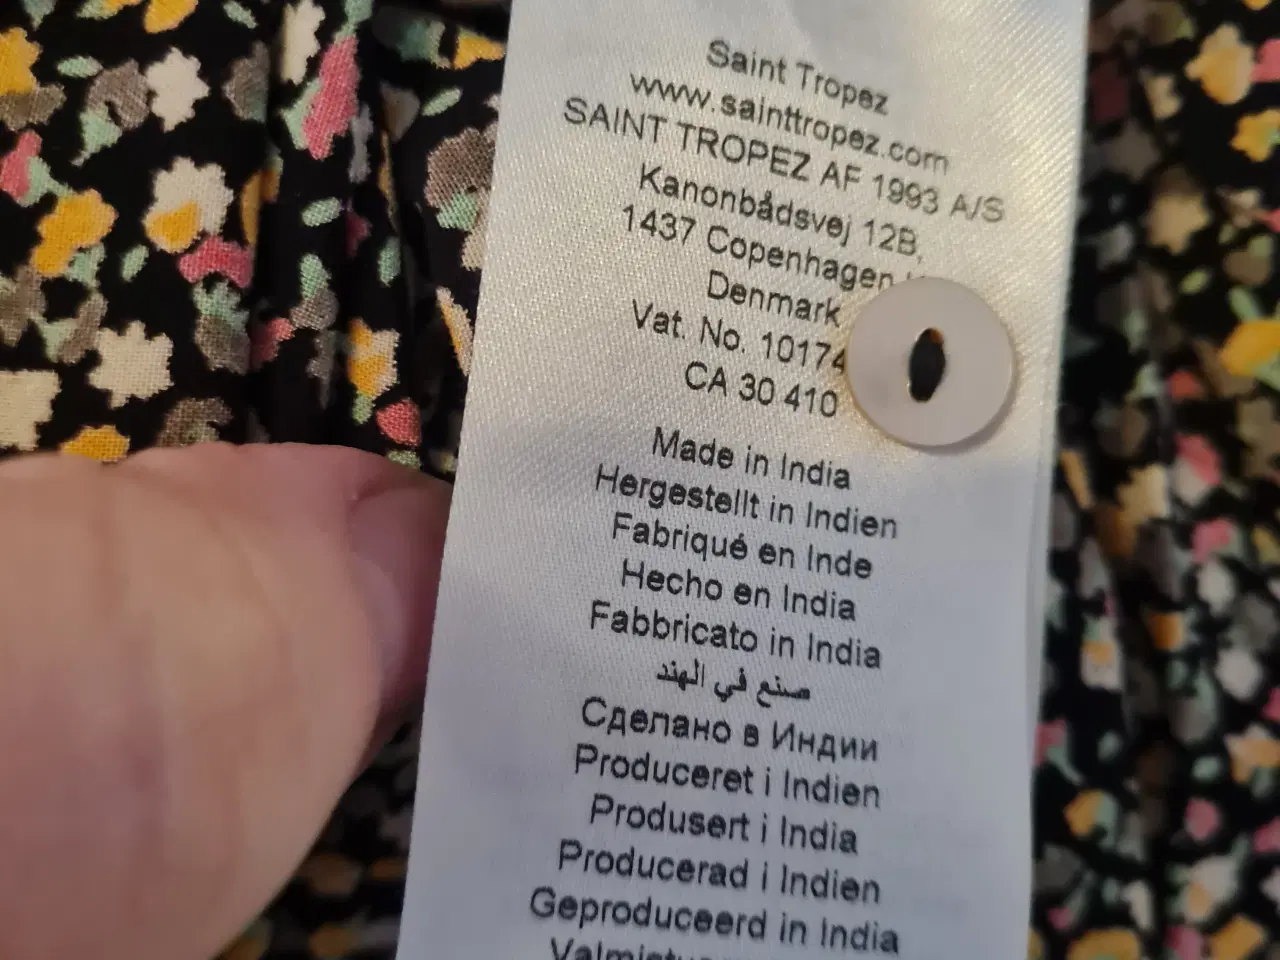 Saint Tropez
www.sainttropez.com
SAINT TROPEZ AF 1993 A/S
Kanonbådsvej 12B,
1437 Copenhagen
Denmark
Vat. No. 10174
CA 30 410
Made in India
Hergestellt in Indien
Fabriqué en Inde
Hecho en India
Fabbricato in India
صنع في الهند
Сделано в Индии
Produceret i Indien
Produsert i India
Producerad i Indien
Geproduceerd in India